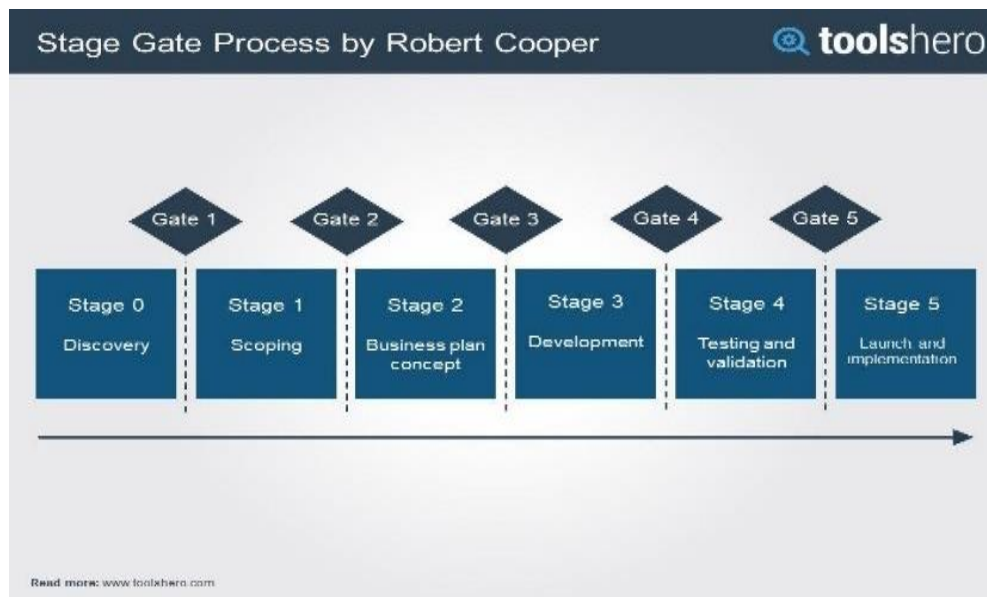 Stage Gate Process by Robert Cooper
toolshero
Gate 1
Gate 2
Gate 3
Gate 4
Gate 5
Stage 0
Discovery
Stage 1
Scoping
Stage 2
Business plan
concept
Stage 3
Development
Stage 4
Testing and
validation
Stage 5
Launch and
implementation
Read more: www.toolshero.com